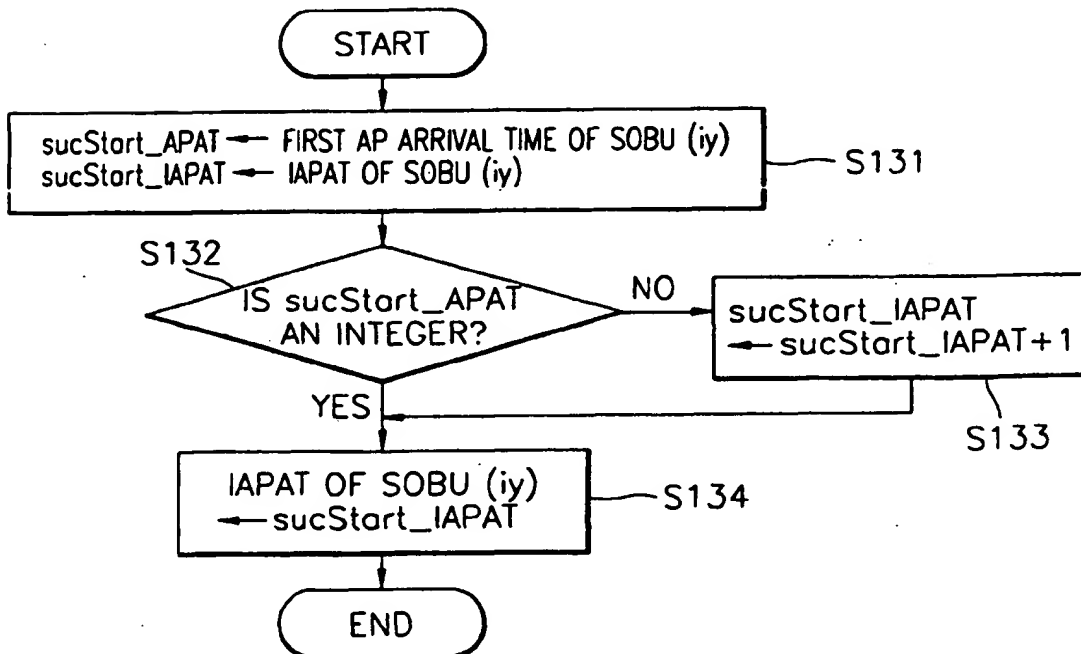 START
sucStart_APAT ← FIRST AP ARRIVAL TIME OF SOBU (iy)
sucStart_IAPAT ← IAPAT OF SOBU (iy)
S131
S132
IS sucStart_APAT
AN INTEGER?
NO
sucStart_IAPAT
← sucStart_IAPAT+1
S133
YES
IAPAT OF SOBU (iy)
← sucStart_IAPAT
S134
END